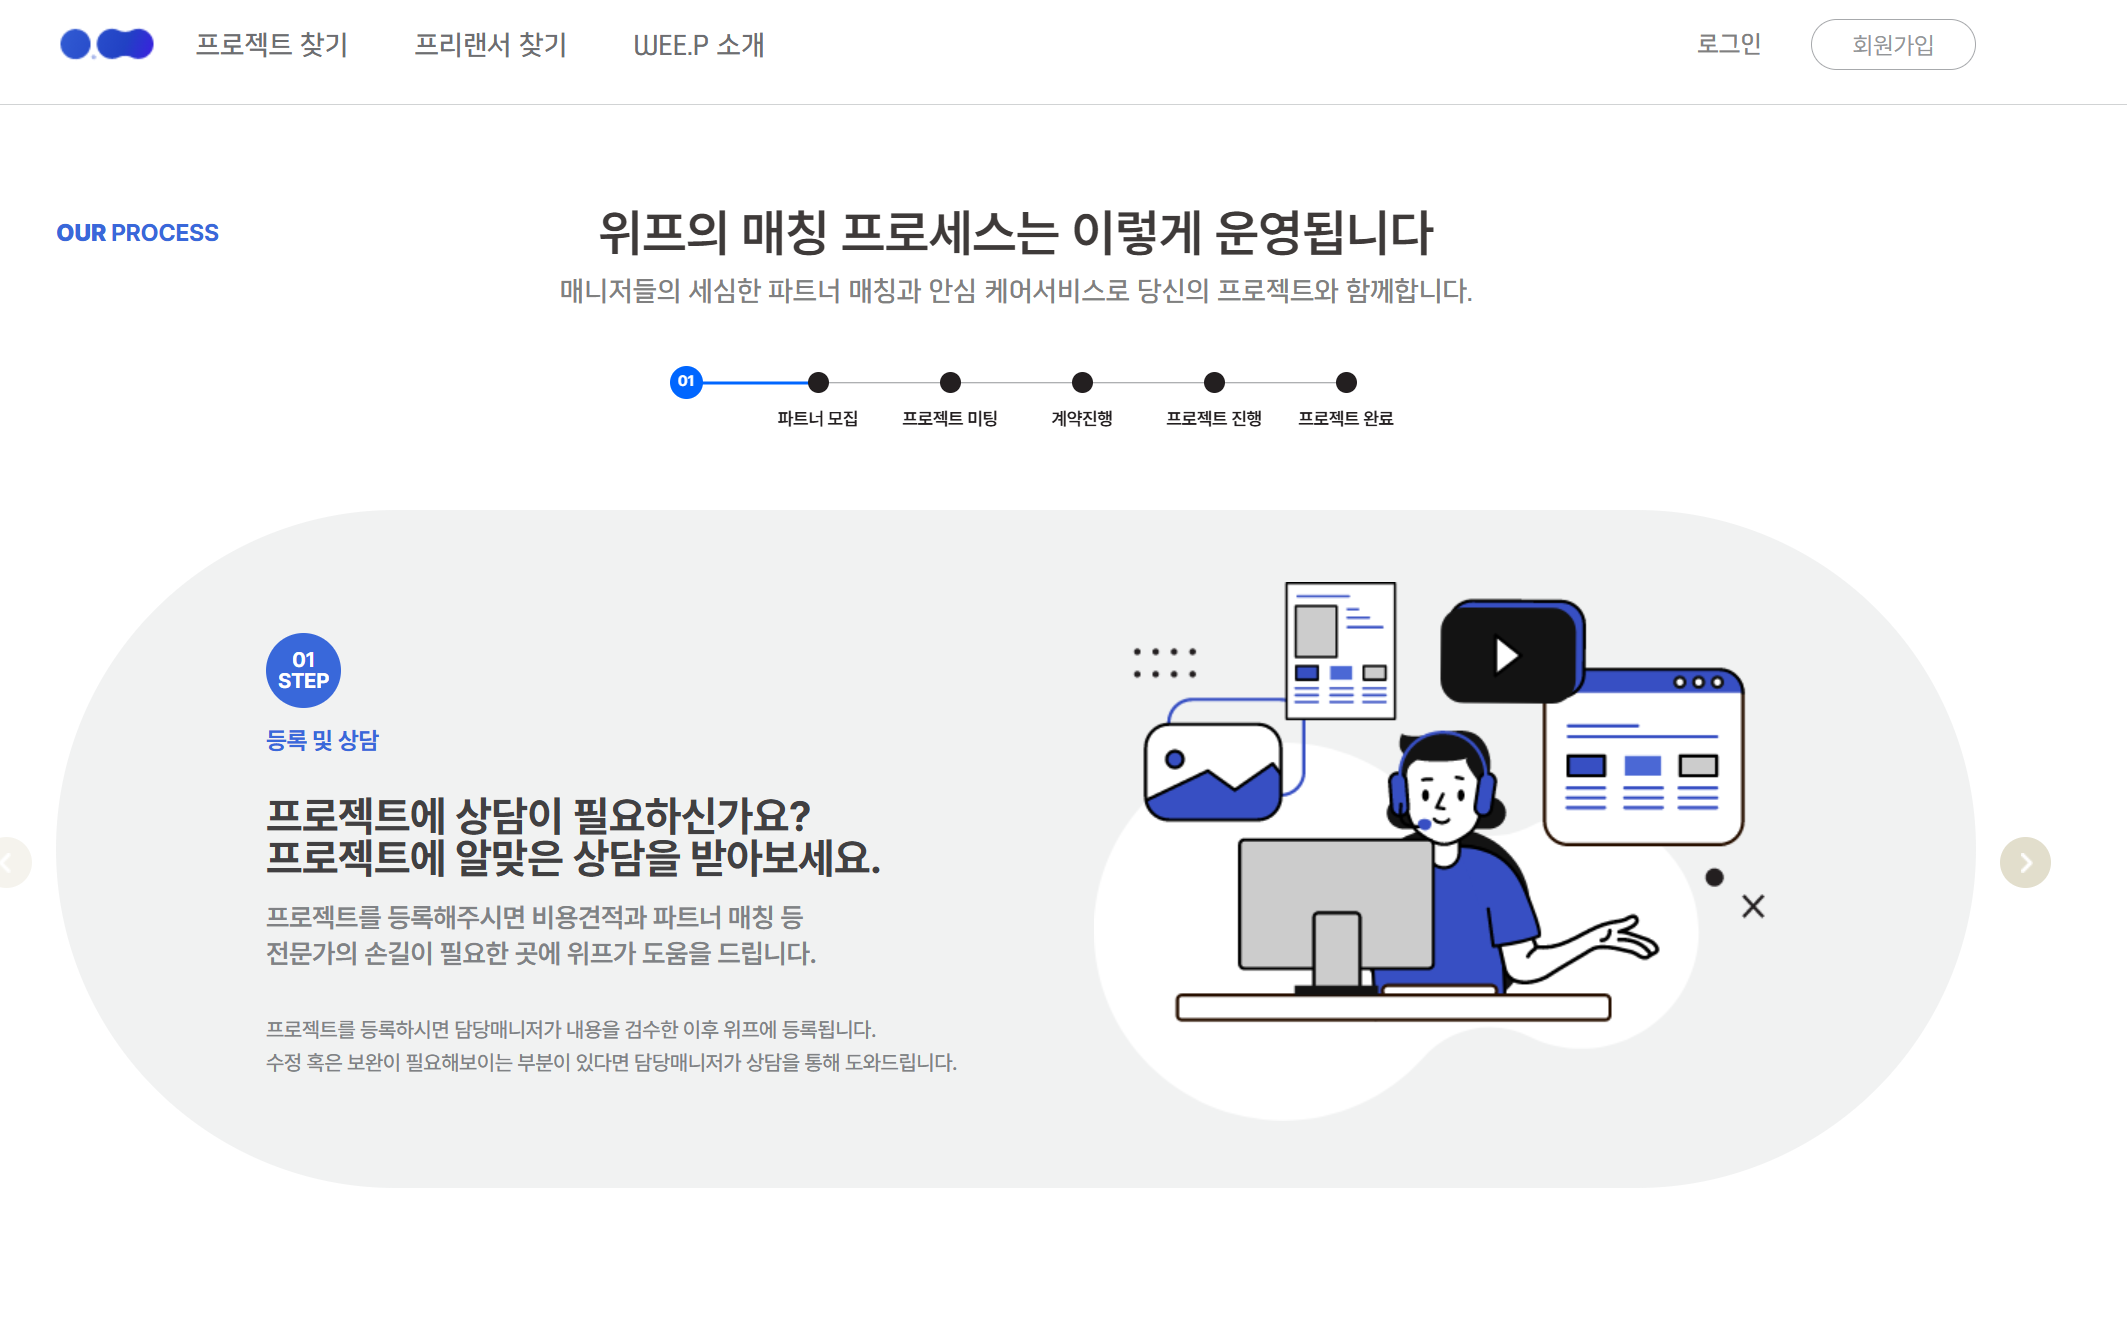 프로젝트 찾기 프리랜서 찾기 WEE.P 소개 로그인 회원가입
OUR PROCESS
위프의 매칭 프로세스는 이렇게 운영됩니다
매니저들의 세심한 파트너 매칭과 안심 케어서비스로 당신의 프로젝트와 함께합니다.
01
파트너 모집 프로젝트 미팅 계약진행 프로젝트 진행 프로젝트 완료
01
STEP
등록 및 상담
프로젝트에 상담이 필요하신가요?
프로젝트에 알맞은 상담을 받아보세요.
프로젝트를 등록해주시면 비용견적과 파트너 매칭 등
전문가의 손길이 필요한 곳에 위프가 도움을 드립니다.
프로젝트를 등록하시면 담당매니저가 내용을 검수한 이후 위프에 등록됩니다.
수정 혹은 보완이 필요해보이는 부분이 있다면 담당매니저가 상담을 통해 도와드립니다.